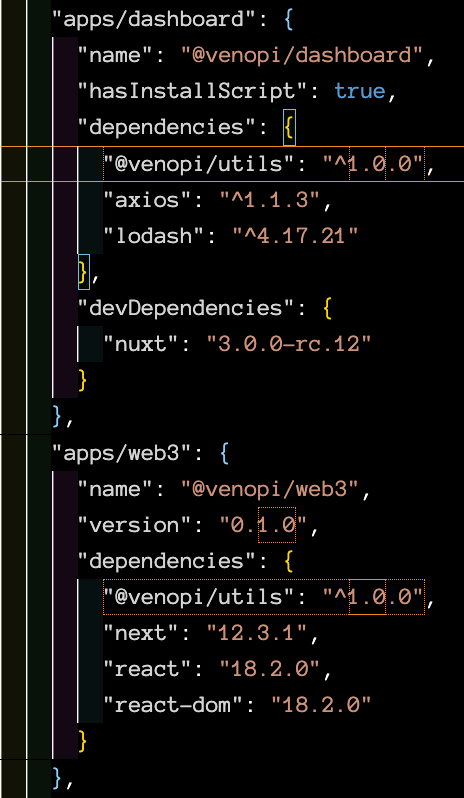 "apps/dashboard": {
"name": "@venopi/dashboard",
"hasInstallScript": true,
"dependencies": {
"@venopi/utils": "^1.0.0",
"axios": "^1.1.3",
"lodash": "^4.17.21"
},
"devDependencies": {
"nuxt": "3.0.0-rc.12"
}
},
"apps/web3": {
"name": "@venopi/web3",
"version": "0.1.0",
"dependencies": {
"@venopi/utils": "^1.0.0",
"next": "12.3.1",
"react": "18.2.0",
"react-dom": "18.2.0"
}
},